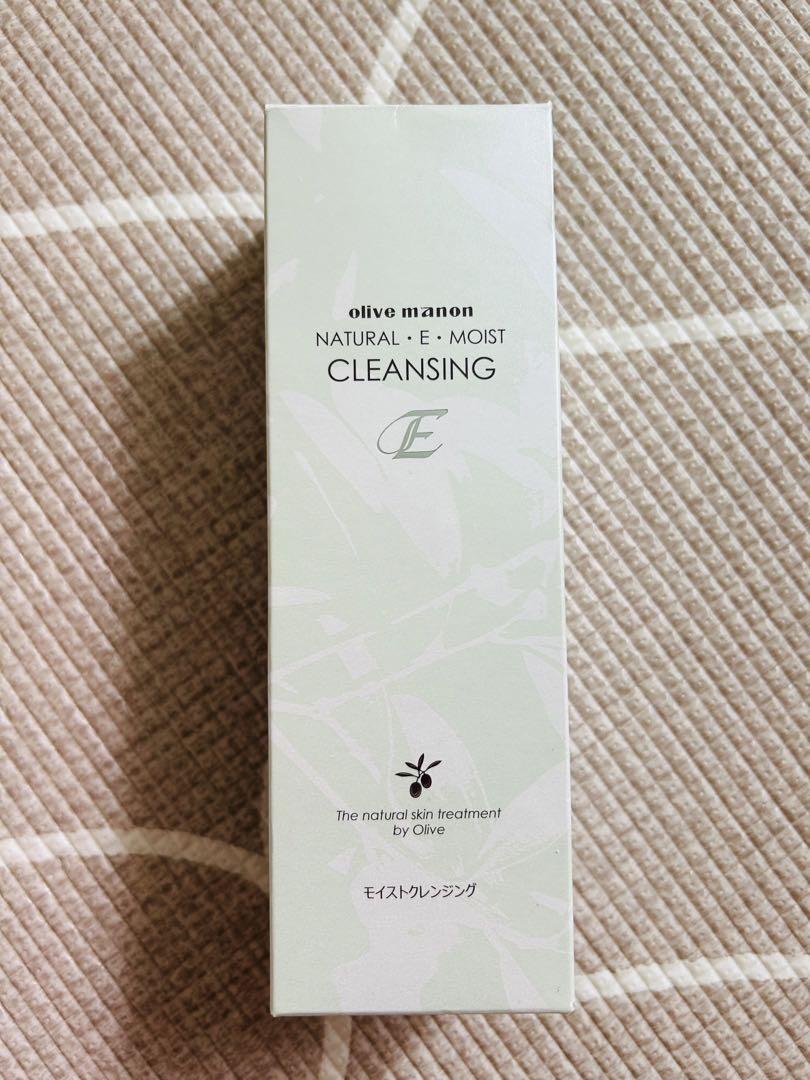 olive manon
NATURAL・E・MOIST
CLEANSING
E
The natural skin treatment
by Olive
モイストクレンジング